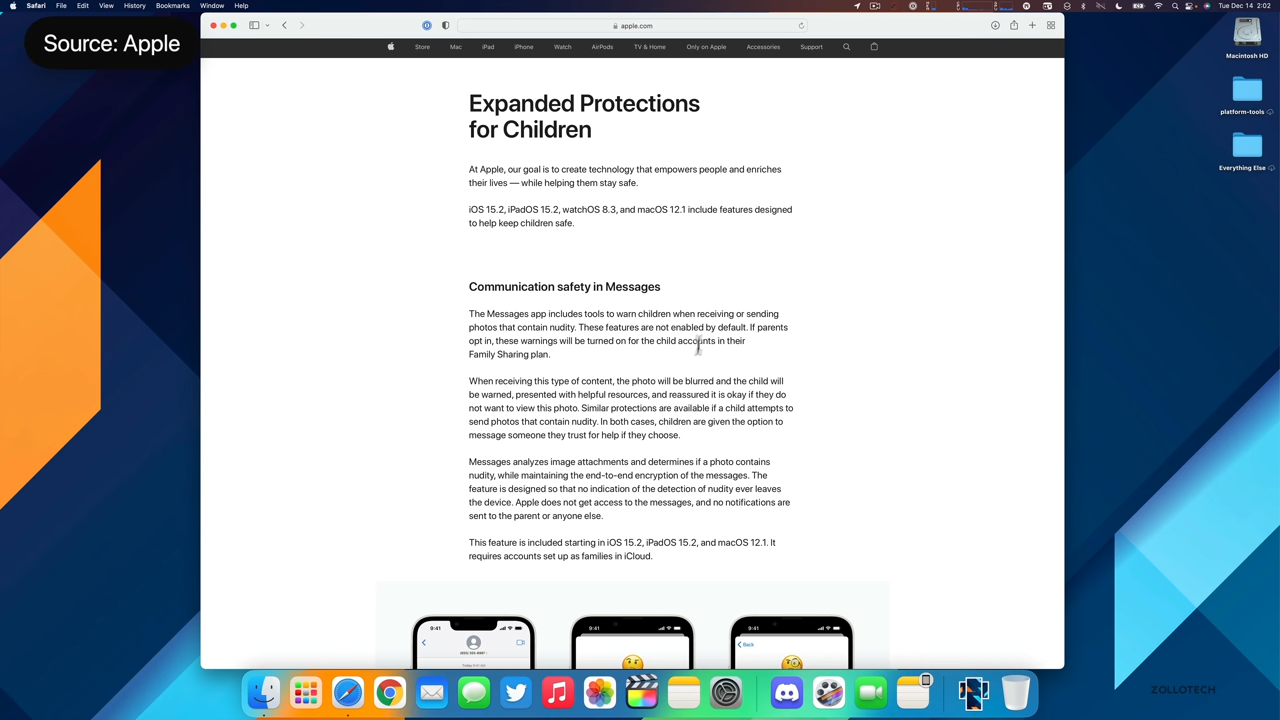 Safari File Edit View History Bookmarks Window Help
Tue Dec 14 2:02
Source: Apple
apple.com
Store Mac iPad iPhone Watch AirPods TV & Home Only on Apple Accessories Support
Macintosh HD
platform-tools
Everything Else
Expanded Protections
for Children
At Apple, our goal is to create technology that empowers people and enriches
their lives — while helping them stay safe.
iOS 15.2, iPadOS 15.2, watchOS 8.3, and macOS 12.1 include features designed
to help keep children safe.
Communication safety in Messages
The Messages app includes tools to warn children when receiving or sending
photos that contain nudity. These features are not enabled by default. If parents
opt in, these warnings will be turned on for the child accounts in their
Family Sharing plan.
When receiving this type of content, the photo will be blurred and the child will
be warned, presented with helpful resources, and reassured it is okay if they do
not want to view this photo. Similar protections are available if a child attempts to
send photos that contain nudity. In both cases, children are given the option to
message someone they trust for help if they choose.
Messages analyzes image attachments and determines if a photo contains
nudity, while maintaining the end-to-end encryption of the messages. The
feature is designed so that no indication of the detection of nudity ever leaves
the device. Apple does not get access to the messages, and no notifications are
sent to the parent or anyone else.
This feature is included starting in iOS 15.2, iPadOS 15.2, and macOS 12.1. It
requires accounts set up as families in iCloud.
9:41
9:41
9:41
Back
ZOLLOTECH